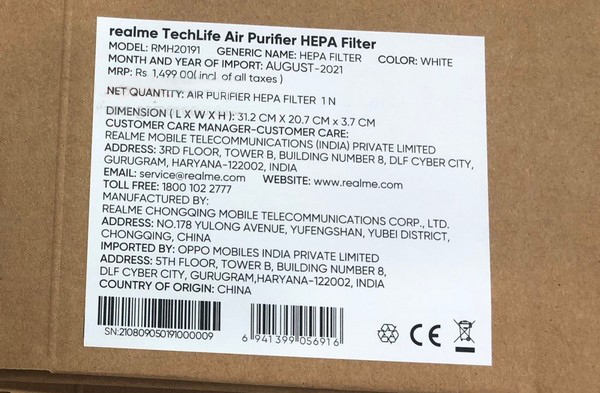 realme TechLife Air Purifier HEPA Filter
MODEL: RMH20191 GENERIC NAME: HEPA FILTER COLOR: WHITE
MONTH AND YEAR OF IMPORT: AUGUST-2021
MRP: Rs. 1,499.00( incl. of all taxes )
NET QUANTITY: AIR PURIFIER HEPA FILTER 1 N
DIMENSION ( L X W X H ): 31.2 CM X 20.7 CM x 3.7 CM
CUSTOMER CARE MANAGER-CUSTOMER CARE:
REALME MOBILE TELECOMMUNICATIONS (INDIA) PRIVATE LIMITED
ADDRESS: 3RD FLOOR, TOWER B, BUILDING NUMBER 8, DLF CYBER CITY,
GURUGRAM, HARYANA-122002, INDIA
EMAIL: service@realme.com WEBSITE: www.realme.com
TOLL FREE: 1800 102 2777
MANUFACTURED BY:
REALME CHONGQING MOBILE TELECOMMUNICATIONS CORP., LTD.
ADDRESS: NO.178 YULONG AVENUE, YUFENGSHAN, YUBEI DISTRICT,
CHONGQING, CHINA
IMPORTED BY: OPPO MOBILES INDIA PRIVATE LIMITED
ADDRESS: 5TH FLOOR, TOWER B, BUILDING NUMBER 8,
DLF CYBER CITY, GURUGRAM,HARYANA-122002, INDIA
COUNTRY OF ORIGIN: CHINA
SN:210809050191000009 6 941399 056916 CE